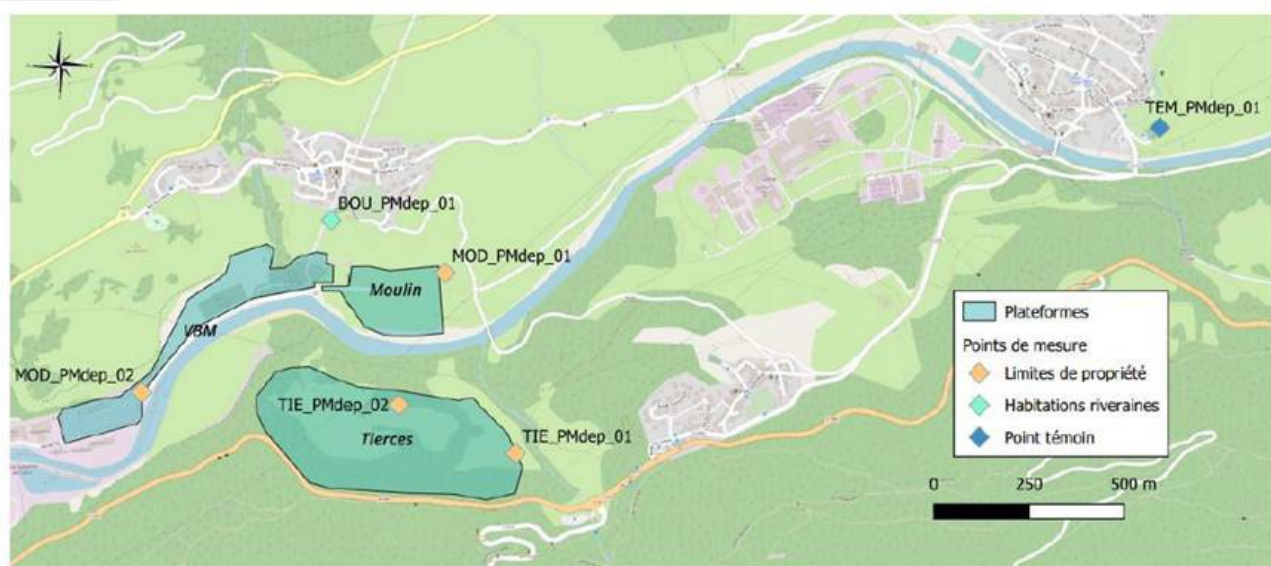 TEM_PMdep_01
BOU_PMdep_01
MOD_PMdep_01
Moulin
VBM
MOD_PMdep_02
TIE_PMdep_02
TIE_PMdep_01
Tierces
Plateformes
Points de mesure
Limites de propriété
Habitations riveraines
Point témoin
0 250 500 m